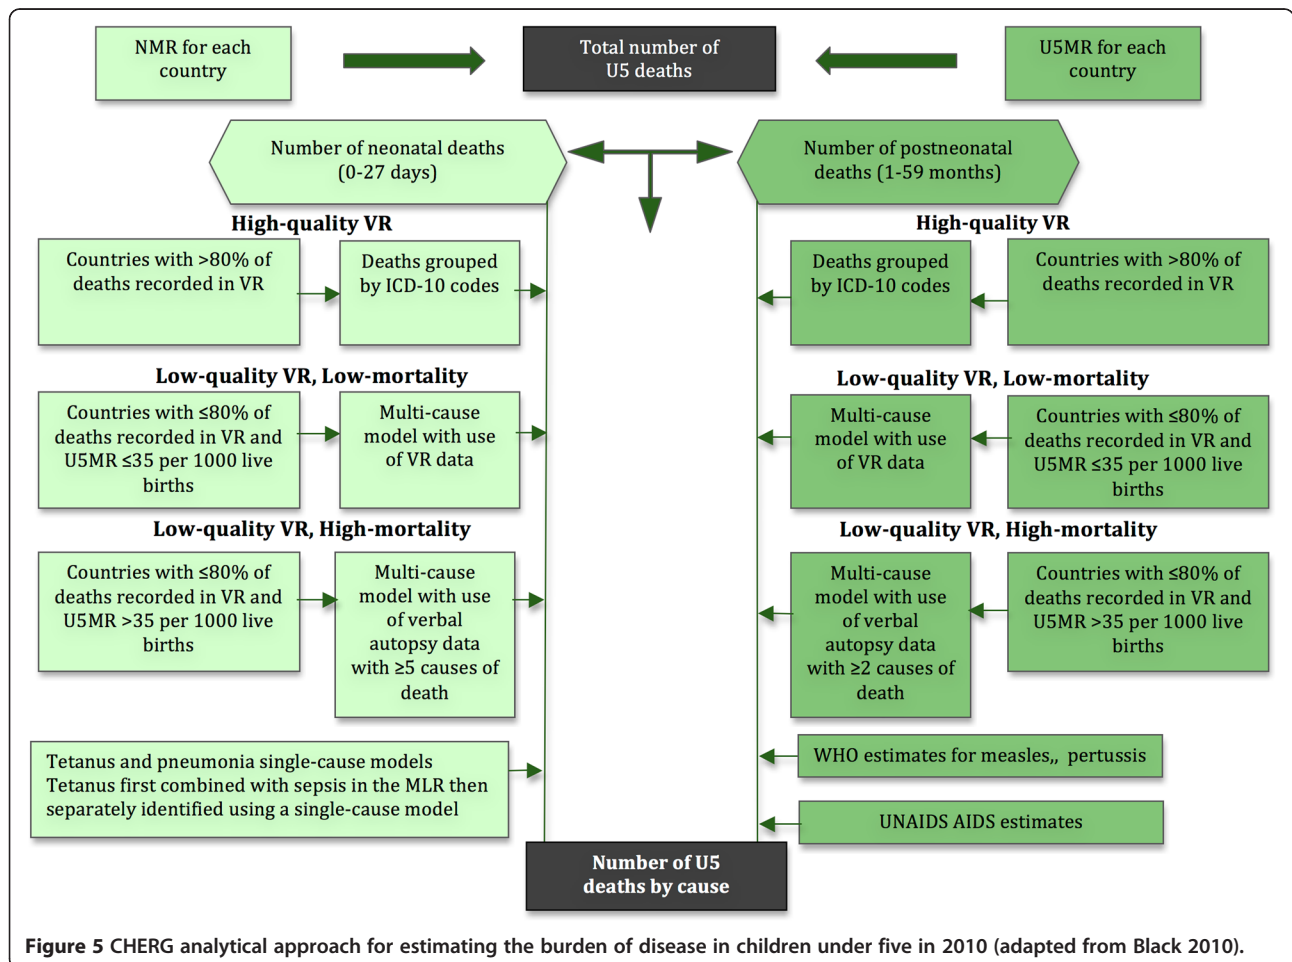 NMR for each
country
Total number of
U5 deaths
U5MR for each
country
Number of neonatal deaths
(0-27 days)
Number of postneonatal
deaths (1-59 months)
High-quality VR
Countries with >80% of
deaths recorded in VR
Deaths grouped
by ICD-10 codes
High-quality VR
Deaths grouped
by ICD-10 codes
Countries with >80% of
deaths recorded in VR
Low-quality VR, Low-mortality
Countries with ≤80% of
deaths recorded in VR and
U5MR ≤35 per 1000 live
births
Multi-cause
model with use
of VR data
Low-quality VR, Low-mortality
Multi-cause
model with use
of VR data
Countries with ≤80% of
deaths recorded in VR and
U5MR ≤35 per 1000 live
births
Low-quality VR, High-mortality
Countries with ≤80% of
deaths recorded in VR and
U5MR >35 per 1000 live
births
Multi-cause
model with use
of verbal
autopsy data
with ≥5 causes of
death
Low-quality VR, High-mortality
Multi-cause
model with use
of verbal
autopsy data
with ≥2 causes of
death
Countries with ≤80% of
deaths recorded in VR and
U5MR >35 per 1000 live
births
Tetanus and pneumonia single-cause models
Tetanus first combined with sepsis in the MLR then
separately identified using a single-cause model
WHO estimates for measles,, pertussis
UNAIDS AIDS estimates
Number of U5
deaths by cause
Figure 5 CHERG analytical approach for estimating the burden of disease in children under five in 2010 (adapted from Black 2010).